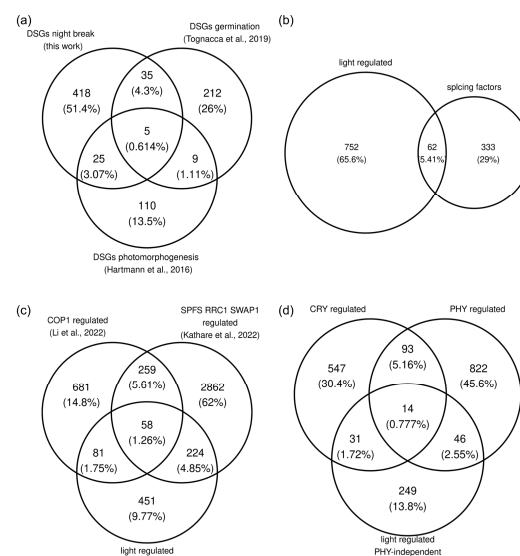 (a)
DSGs night break
(this work)
DSGs germination
(Tognacca et al., 2019)
418
(51.4%)
35
(4.3%)
212
(26%)
5
(0.614%)
25
(3.07%)
9
(1.11%)
110
(13.5%)
DSGs photomorphogenesis
(Hartmann et al., 2016)
(b)
light regulated
splcing factors
752
(65.6%)
62
(5.41%)
333
(29%)
(c)
COP1 regulated
(Li et al., 2022)
SPFS RRC1 SWAP1
regulated
(Kathare et al., 2022)
681
(14.8%)
259
(5.61%)
2862
(62%)
58
(1.26%)
81
(1.75%)
224
(4.85%)
451
(9.77%)
light regulated
(d)
CRY regulated
PHY regulated
547
(30.4%)
93
(5.16%)
822
(45.6%)
14
(0.777%)
31
(1.72%)
46
(2.55%)
249
(13.8%)
light regulated
PHY-independent